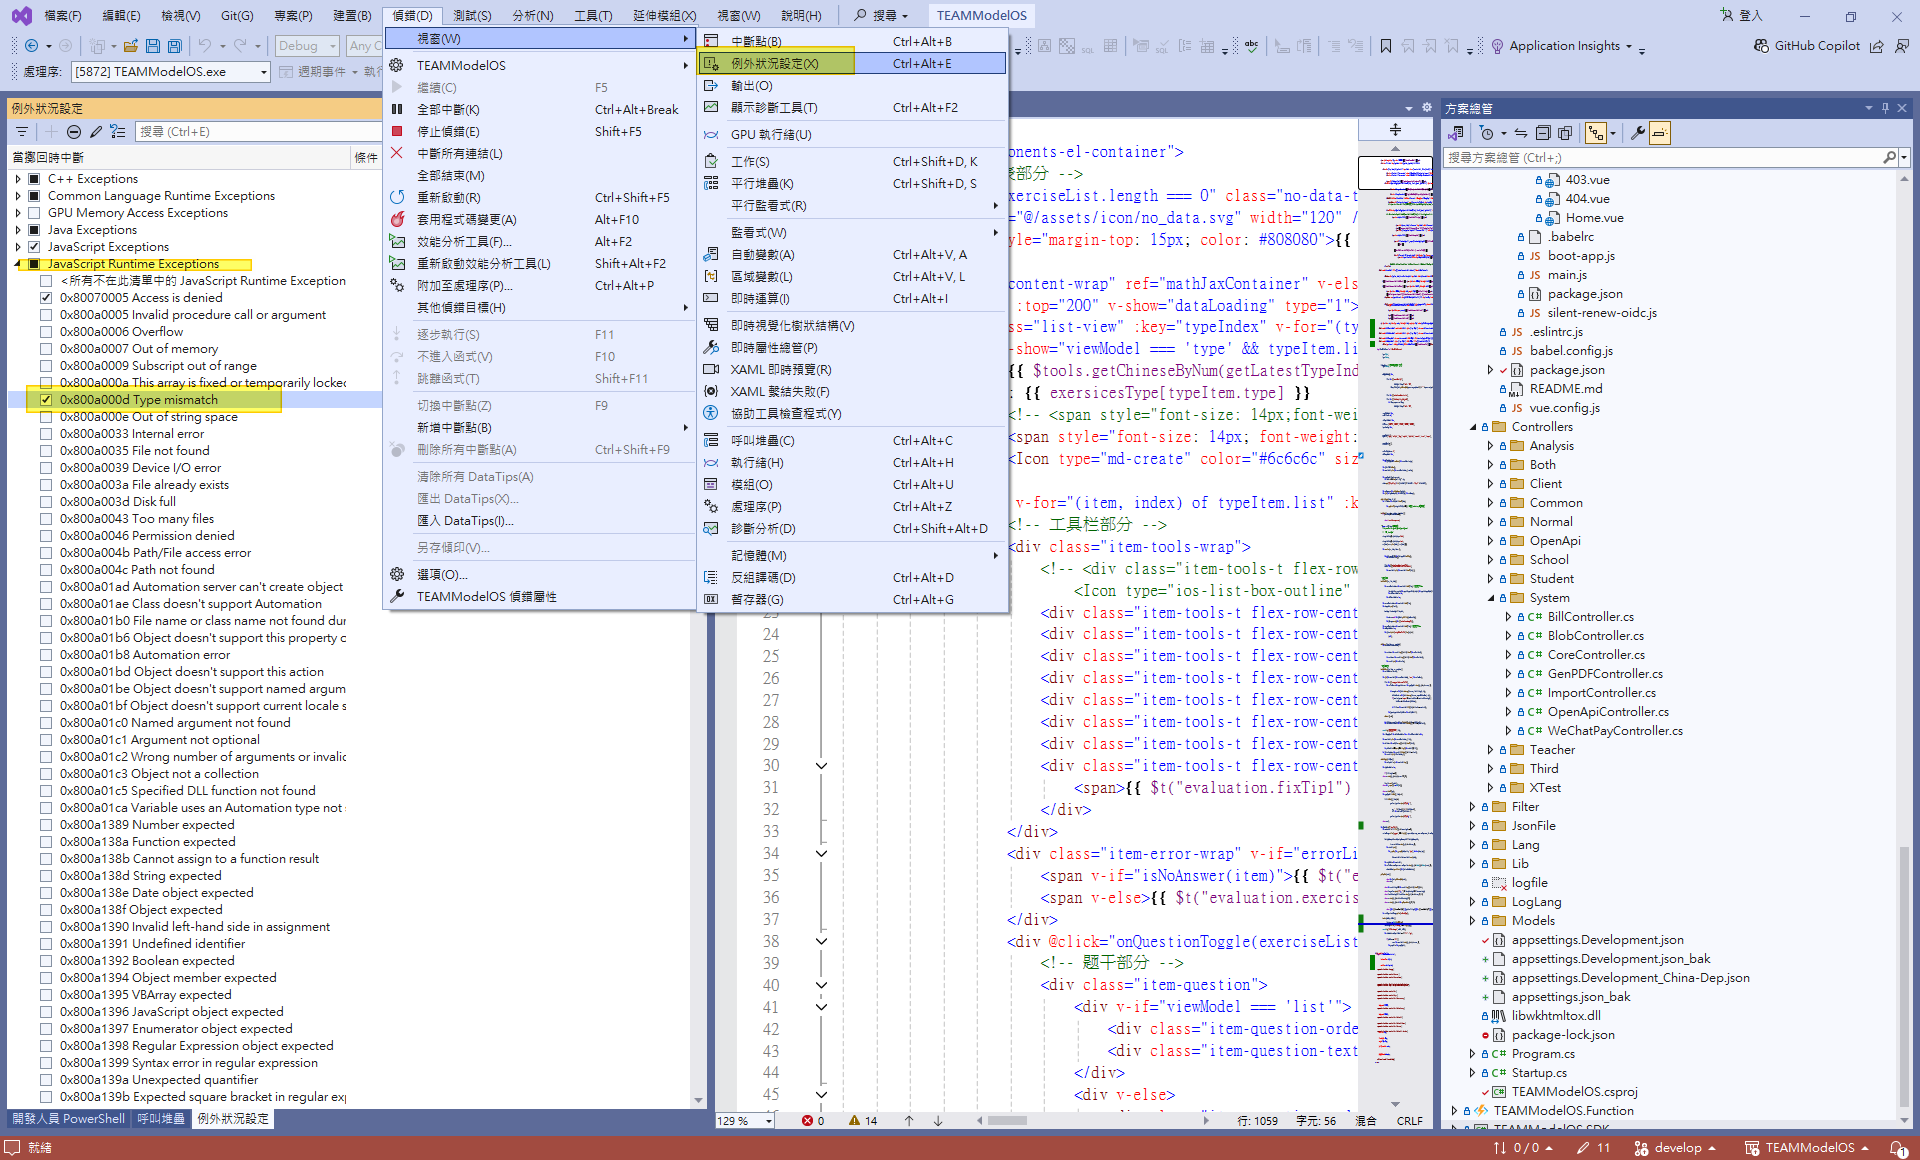 檔案(F) 編輯(E) 檢視(V) Git(G) 專案(P) 建置(B) 偵錯(D) 測試(S) 分析(N) 工具(T) 延伸模組(X) 視窗(W) 說明(H) 搜尋 TEAMModelOS 登入
Debug Any C Application Insights GitHub Copilot
處理序: [5872] TEAMModelOS.exe 週期事件 執行
例外狀況設定
搜尋 (Ctrl+E)
當擲回時中斷 條件
C++ Exceptions
Common Language Runtime Exceptions
GPU Memory Access Exceptions
Java Exceptions
JavaScript Exceptions
JavaScript Runtime Exceptions
<所有不在此清單中的 JavaScript Runtime Exception
0x80070005 Access is denied
0x800a0005 Invalid procedure call or argument
0x800a0006 Overflow
0x800a0007 Out of memory
0x800a0009 Subscript out of range
0x800a000a This array is fixed or temporarily locked
0x800a000d Type mismatch
0x800a000e Out of string space
0x800a0033 Internal error
0x800a0035 File not found
0x800a0039 Device I/O error
0x800a003a File already exists
0x800a003d Disk full
0x800a0043 Too many files
0x800a0046 Permission denied
0x800a004b Path/File access error
0x800a004c Path not found
0x800a01ad Automation server can't create object
0x800a01ae Class doesn't support Automation
0x800a01b0 File name or class name not found dur
0x800a01b6 Object doesn't support this property o
0x800a01b8 Automation error
0x800a01bd Object doesn't support this action
0x800a01be Object doesn't support named argum
0x800a01bf Object doesn't support current locale s
0x800a01c0 Named argument not found
0x800a01c1 Argument not optional
0x800a01c2 Wrong number of arguments or invalid
0x800a01c3 Object not a collection
0x800a01c5 Specified DLL function not found
0x800a01ca Variable uses an Automation type not
0x800a1389 Number expected
0x800a138a Function expected
0x800a138b Cannot assign to a function result
0x800a138d String expected
0x800a138e Date object expected
0x800a138f Object expected
0x800a1390 Invalid left-hand side in assignment
0x800a1391 Undefined identifier
0x800a1392 Boolean expected
0x800a1394 Object member expected
0x800a1395 VBArray expected
0x800a1396 JavaScript object expected
0x800a1397 Enumerator object expected
0x800a1398 Regular Expression object expected
0x800a1399 Syntax error in regular expression
0x800a139a Unexpected quantifier
0x800a139b Expected square bracket in regular exp
開發人員 PowerShell 呼叫堆疊 例外狀況設定
視窗(W)
TEAMModelOS
繼續(C) F5
全部中斷(K) Ctrl+Alt+Break
停止偵錯(E) Shift+F5
中斷所有連結(L)
全部結束(M)
重新啟動(R) Ctrl+Shift+F5
套用程式碼變更(A) Alt+F10
效能分析工具(F)... Alt+F2
重新啟動效能分析工具(L) Shift+Alt+F2
附加至處理序(P)... Ctrl+Alt+P
其他偵錯目標(H)
逐步執行(S) F11
不進入函式(V) F10
跳離函式(T) Shift+F11
切換中斷點(Z) F9
新增中斷點(B)
刪除所有中斷點(A) Ctrl+Shift+F9
清除所有 DataTips(A)
匯出 DataTips(X)...
匯入 DataTips(I)...
另存傾印(V)...
選項(O)...
TEAMModelOS 偵錯屬性
中斷點(B) Ctrl+Alt+B
例外狀況設定(X) Ctrl+Alt+E
輸出(O)
顯示診斷工具(T) Ctrl+Alt+F2
GPU 執行緒(U)
工作(S) Ctrl+Shift+D, K
平行堆疊(K) Ctrl+Shift+D, S
平行監看式(R)
監看式(W)
自動變數(A) Ctrl+Alt+V, A
區域變數(L) Ctrl+Alt+V, L
即時運算(I) Ctrl+Alt+I
即時視覺化樹狀結構(V)
即時屬性總管(P)
XAML 即時預覽(R)
XAML 繫結失敗(F)
協助工具檢查程式(Y)
呼叫堆疊(C) Ctrl+Alt+C
執行緒(H) Ctrl+Alt+H
模組(O) Ctrl+Alt+U
處理序(P) Ctrl+Alt+Z
診斷分析(D) Ctrl+Shift+Alt+D
記憶體(M)
反組譯碼(D) Ctrl+Alt+D
暫存器(G) Ctrl+Alt+G
onents-el-container">
部分 -->
xerciseList.length === 0" class="no-data-t
="@/assets/icon/no_data.svg" width="120" /
yle="margin-top: 15px; color: #808080">{{
content-wrap" ref="mathJaxContainer" v-els
:top="200" v-show="dataLoading" type="1">
ss="list-view" :key="typeIndex" v-for="(ty
-show="viewModel === 'type' && typeItem.li
{{ $tools.getChineseByNum(getLatestTypeInd
: {{ exersicesType[typeItem.type] }}
<!-- <span style="font-size: 14px;font-wei
<span style="font-size: 14px; font-weight:
<Icon type="md-create" color="#6c6c6c" siz
v-for="(item, index) of typeItem.list" :k
<!-- 工具栏部分 -->
<div class="item-tools-wrap">
<!-- <div class="item-tools-t flex-row
<Icon type="ios-list-box-outline"
<div class="item-tools-t flex-row-cent
24 <div class="item-tools-t flex-row-cent
25 <div class="item-tools-t flex-row-cent
26 <div class="item-tools-t flex-row-cent
27 <div class="item-tools-t flex-row-cent
28 <div class="item-tools-t flex-row-cent
29 <div class="item-tools-t flex-row-cent
30 <div class="item-tools-t flex-row-cent
31 <span>{{ $t("evaluation.fixTip1")
32 </div>
33 </div>
34 <div class="item-error-wrap" v-if="errorLi
35 <span v-if="isNoAnswer(item)">{{ $t("e
36 <span v-else>{{ $t("evaluation.exercis
37 </div>
38 <div @click="onQuestionToggle(exerciseList
39 <!-- 题干部分 -->
40 <div class="item-question">
41 <div v-if="viewModel === 'list'">
42 <div class="item-question-orde
43 <div class="item-question-text
44 </div>
45 <div v-else>
129 % 0 14 行: 1059 字元: 56 混合 CRLF
方案總管
搜尋方案總管 (Ctrl+;)
403.vue
404.vue
Home.vue
.babelrc
boot-app.js
main.js
package.json
silent-renew-oidc.js
.eslintrc.js
babel.config.js
package.json
README.md
vue.config.js
Controllers
Analysis
Both
Client
Common
Normal
OpenApi
School
Student
System
BillController.cs
BlobController.cs
CoreController.cs
GenPDFController.cs
ImportController.cs
OpenApiController.cs
WeChatPayController.cs
Teacher
Third
XTest
Filter
JsonFile
Lang
Lib
logfile
LogLang
Models
appsettings.Development.json
appsettings.Development.json_bak
appsettings.Development_China-Dep.json
appsettings.json_bak
libwkhtmltox.dll
package-lock.json
Program.cs
Startup.cs
TEAMModelOS.csproj
TEAMModelOS.Function
TEAMModelOS.SDK
就緒 0 / 0 11 develop TEAMModelOS 1